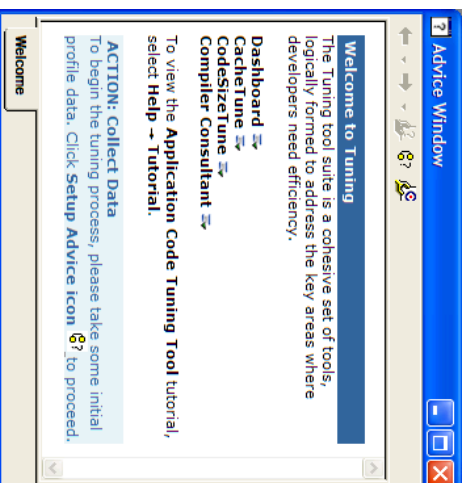 Advice Window
Welcome to Tuning
The Tuning tool suite is a cohesive set of tools,
logically formed to address the key areas where
developers need efficiency.
Dashboard
CacheTune
CodeSizeTune
Compiler Consultant
To view the Application Code Tuning Tool tutorial,
select Help → Tutorial.
ACTION: Collect Data
To begin the tuning process, please take some initial
profile data. Click Setup Advice icon to proceed.
Welcome